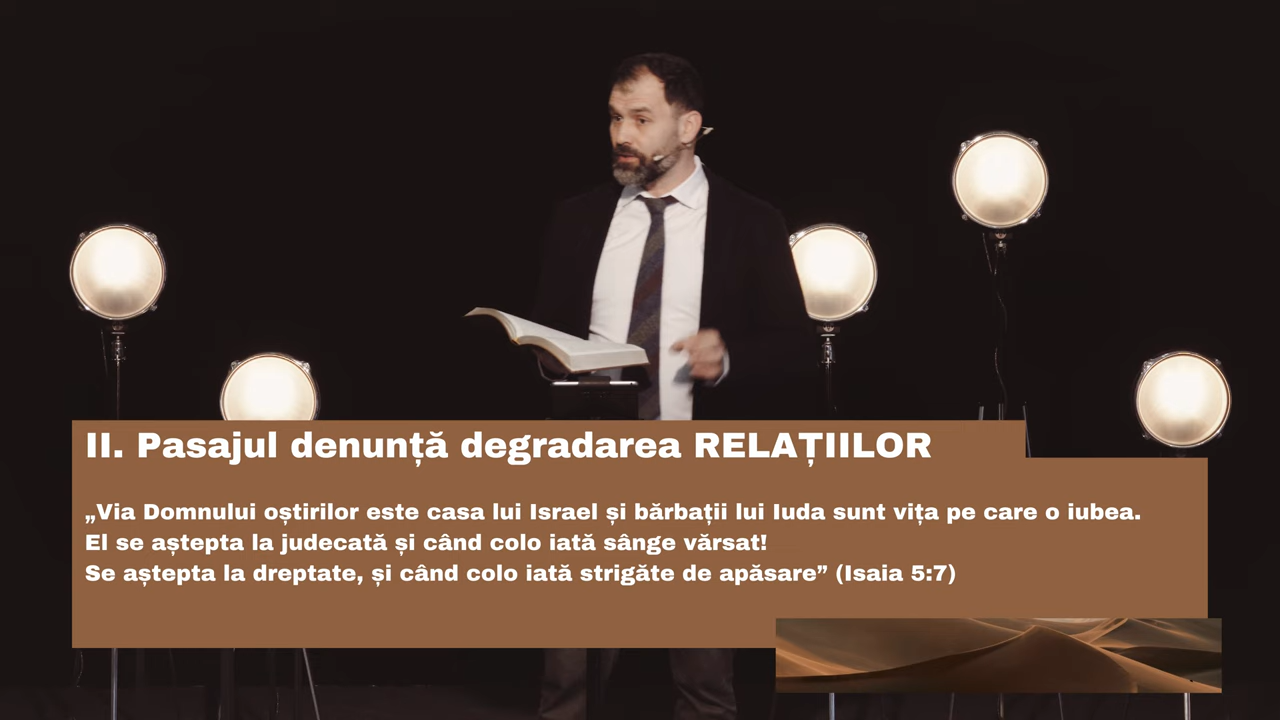 II. Pasajul denunță degradarea RELAȚIILOR
„Via Domnului oștirilor este casa lui Israel și bărbații lui Iuda sunt vița pe care o iubea.
El se aștepta la judecată și când colo iată sânge vărsat!
Se aștepta la dreptate, și când colo iată strigăte de apăsare” (Isaia 5:7)